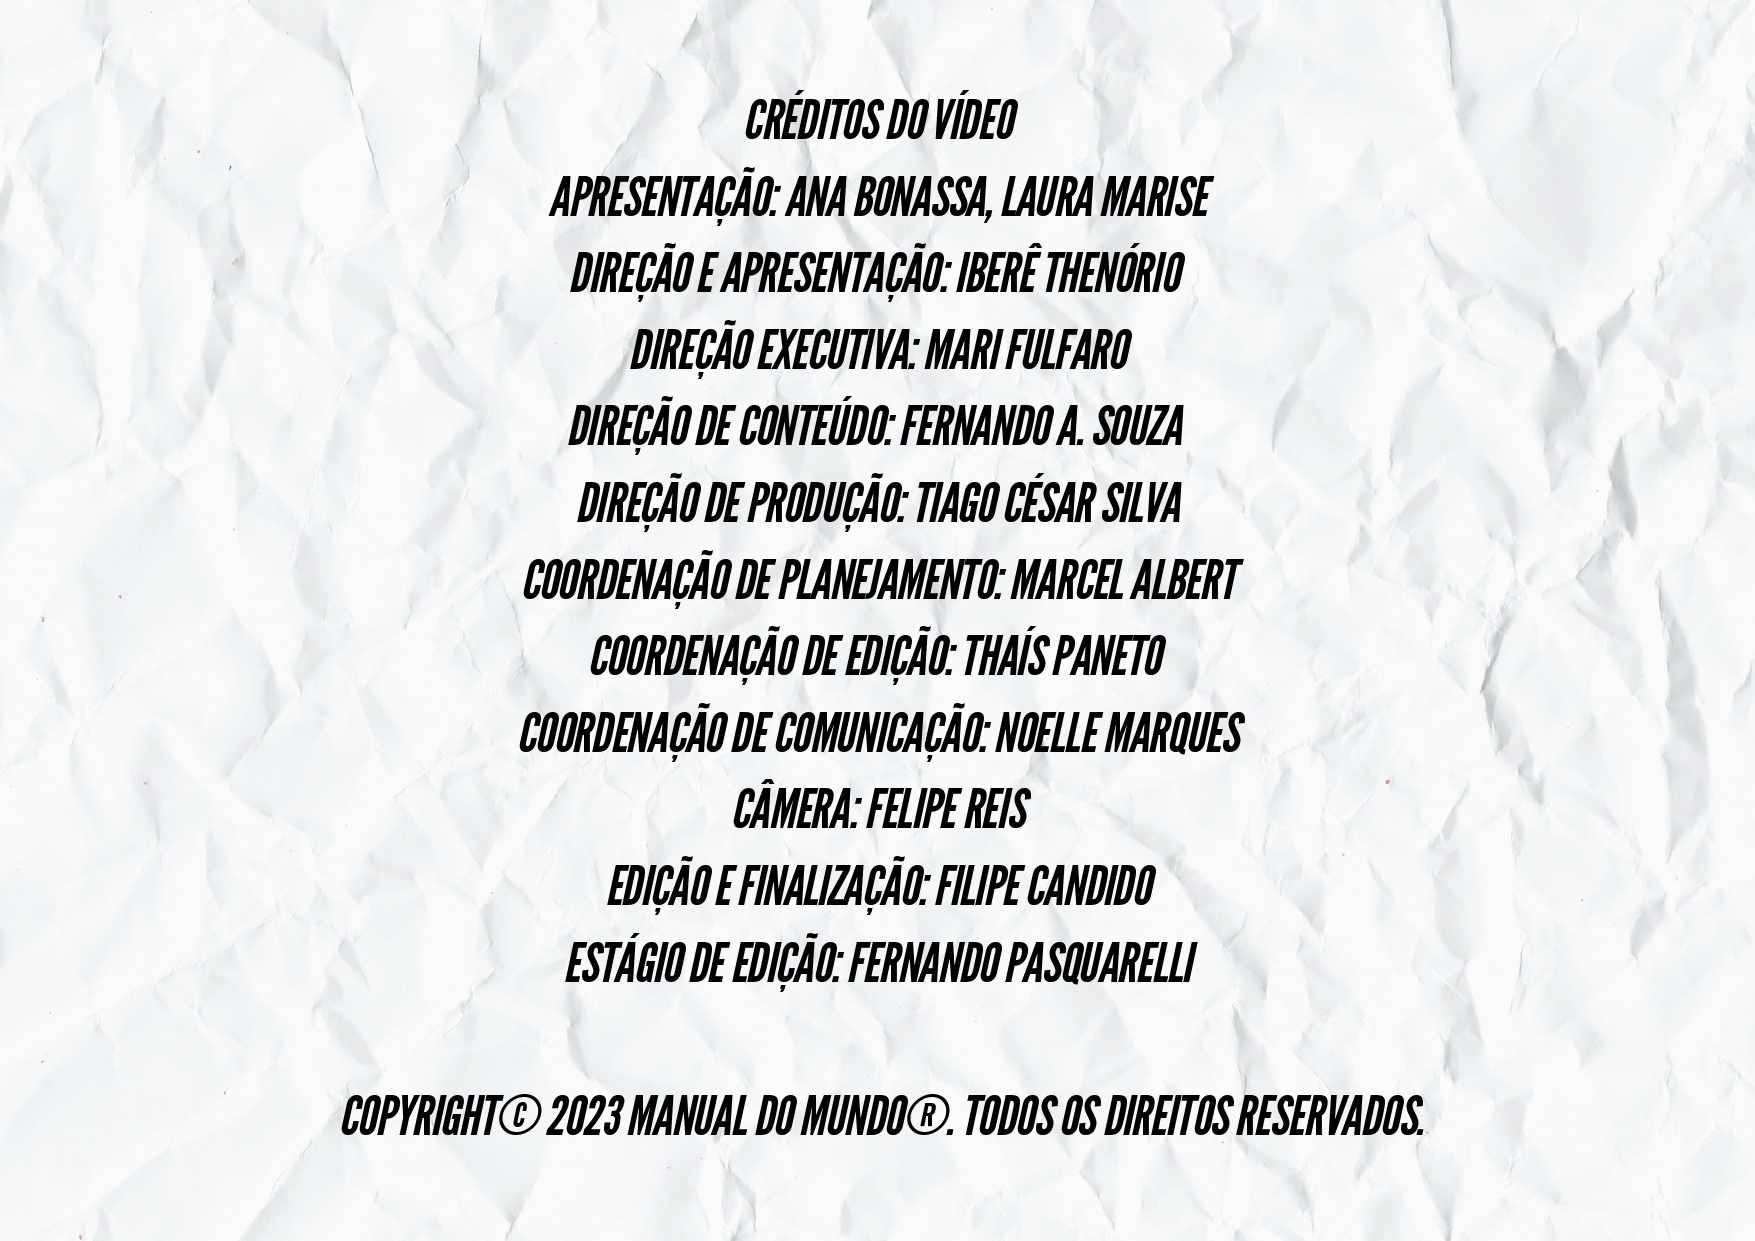 CRÉDITOS DO VÍDEO
APRESENTAÇÃO: ANA BONASSA, LAURA MARISE
DIREÇÃO E APRESENTAÇÃO: IBERÊ THENÓRIO
DIREÇÃO EXECUTIVA: MARI FULFARO
DIREÇÃO DE CONTEÚDO: FERNANDO A. SOUZA
DIREÇÃO DE PRODUÇÃO: TIAGO CÉSAR SILVA
COORDENAÇÃO DE PLANEJAMENTO: MARCEL ALBERT
COORDENAÇÃO DE EDIÇÃO: THAÍS PANETO
COORDENAÇÃO DE COMUNICAÇÃO: NOELLE MARQUES
CÂMERA: FELIPE REIS
EDIÇÃO E FINALIZAÇÃO: FILIPE CANDIDO
ESTÁGIO DE EDIÇÃO: FERNANDO PASQUARELLI
COPYRIGHT© 2023 MANUAL DO MUNDO®. TODOS OS DIREITOS RESERVADOS.